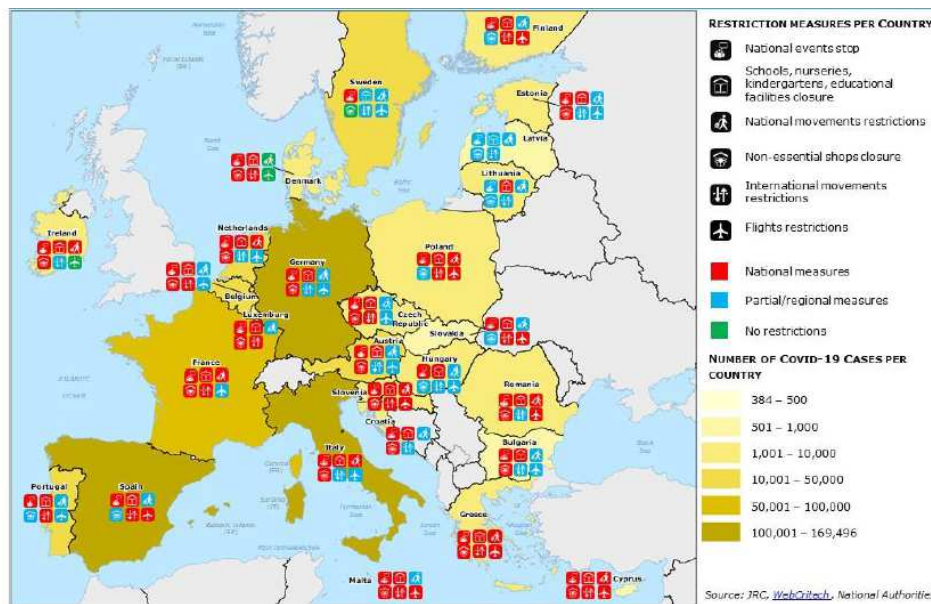 Finland
Sweden
Estonia
Latvia
Lithuania
Denmark
Ireland
Netherlands
Germany
Poland
Belgium
Luxemburg
Czech
Republic
Slovakia
Austria
Hungary
France
Slovenia
Romania
Croatia
Italy
Bulgaria
Portugal
Spain
Greece
Malta
Cyprus
RESTRICTION MEASURES PER COUNTRY
National events stop
Schools, nurseries,
kindergartens, educational
facilities closure
National movements restrictions
Non-essential shops closure
International movements
restrictions
Flights restrictions
National measures
Partial/regional measures
No restrictions
NUMBER OF COVID-19 CASES PER
COUNTRY
384 – 500
501 – 1,000
1,001 – 10,000
10,001 – 50,000
50,001 – 100,000
100,001 – 169,496
Source: JRC, WebCritech, National Authorities